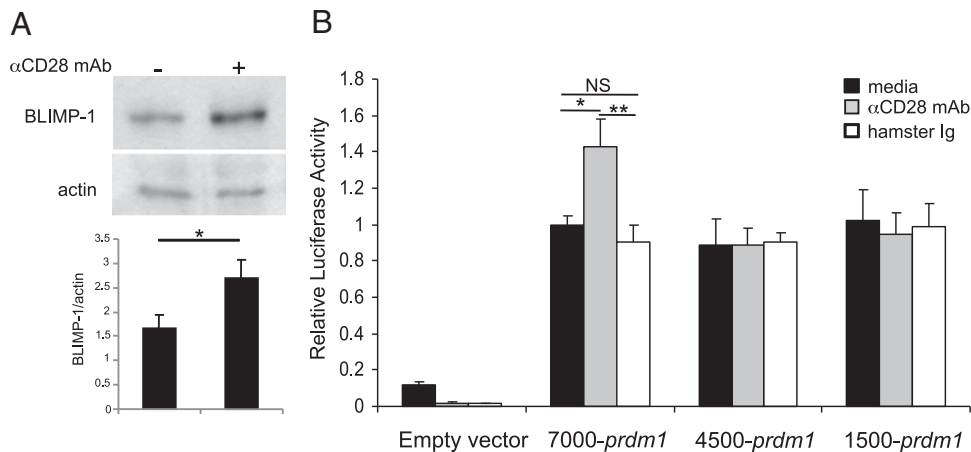 A
αCD28 mAb - +
BLIMP-1
actin
3.5
3
2.5
2
1.5
1
0.5
0
BLIMP-1/actin
*
B
1.8
1.6
1.4
1.2
1
0.8
0.6
0.4
0.2
0
Relative Luciferase Activity
NS
* **
media
αCD28 mAb
hamster Ig
Empty vector 7000-prdm1 4500-prdm1 1500-prdm1